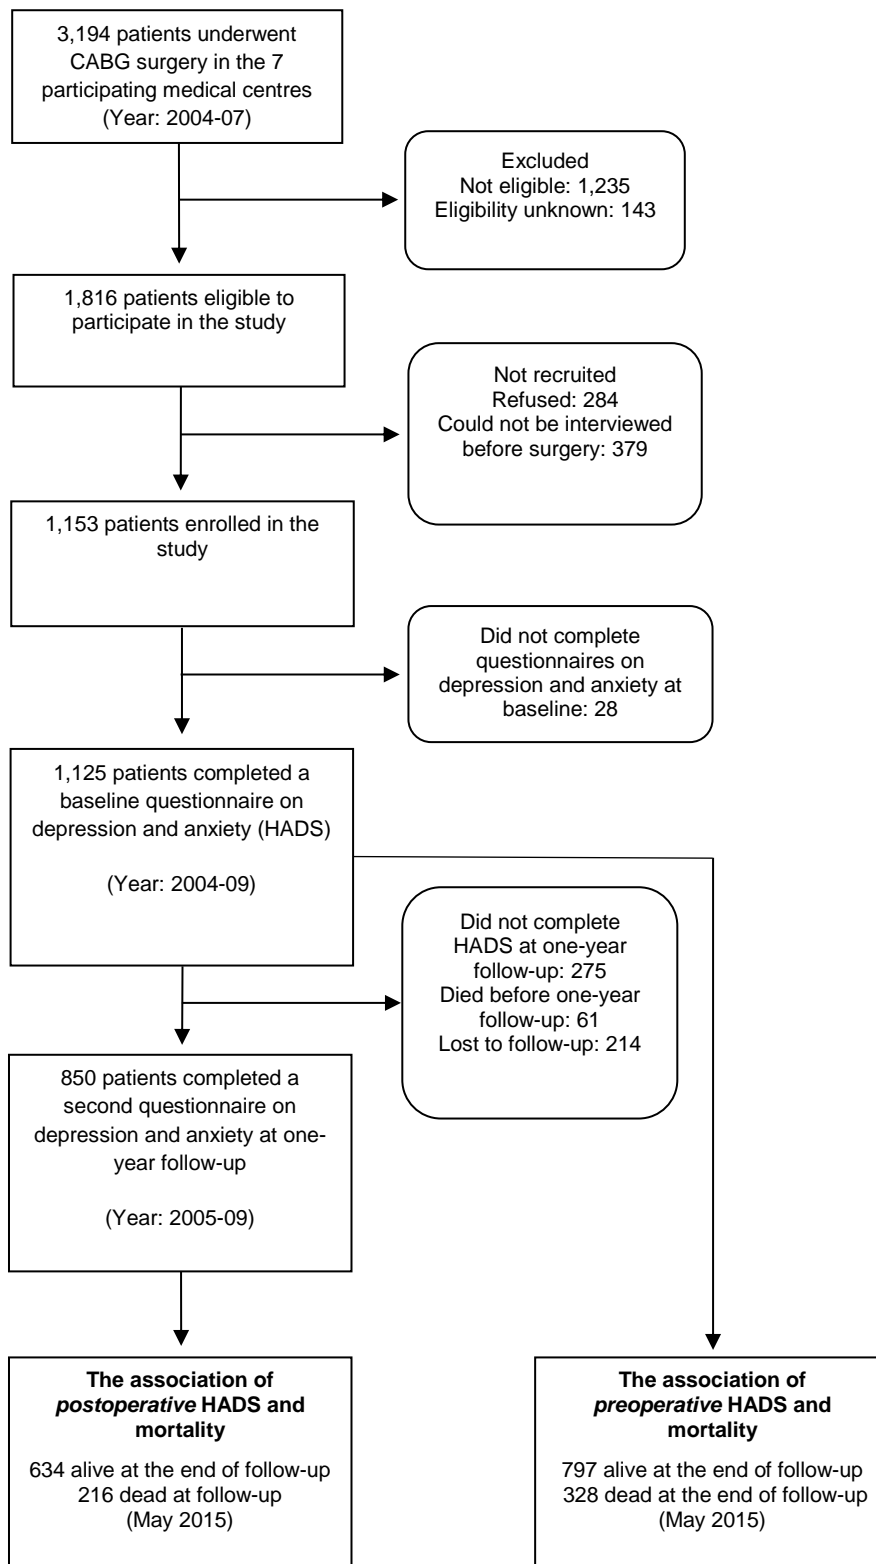 3,194 patients underwent
CABG surgery in the 7
participating medical centres
(Year: 2004-07)
Excluded
Not eligible: 1,235
Eligibility unknown: 143
1,816 patients eligible to
participate in the study
Not recruited
Refused: 284
Could not be interviewed
before surgery: 379
1,153 patients enrolled in the
study
Did not complete
questionnaires on
depression and anxiety at
baseline: 28
1,125 patients completed a
baseline questionnaire on
depression and anxiety (HADS)
(Year: 2004-09)
Did not complete
HADS at one-year
follow-up: 275
Died before one-year
follow-up: 61
Lost to follow-up: 214
850 patients completed a
second questionnaire on
depression and anxiety at one-
year follow-up
(Year: 2005-09)
The association of
postoperative HADS and
mortality
634 alive at the end of follow-up
216 dead at follow-up
(May 2015)
The association of
preoperative HADS and
mortality
797 alive at the end of follow-up
328 dead at the end of follow-up
(May 2015)